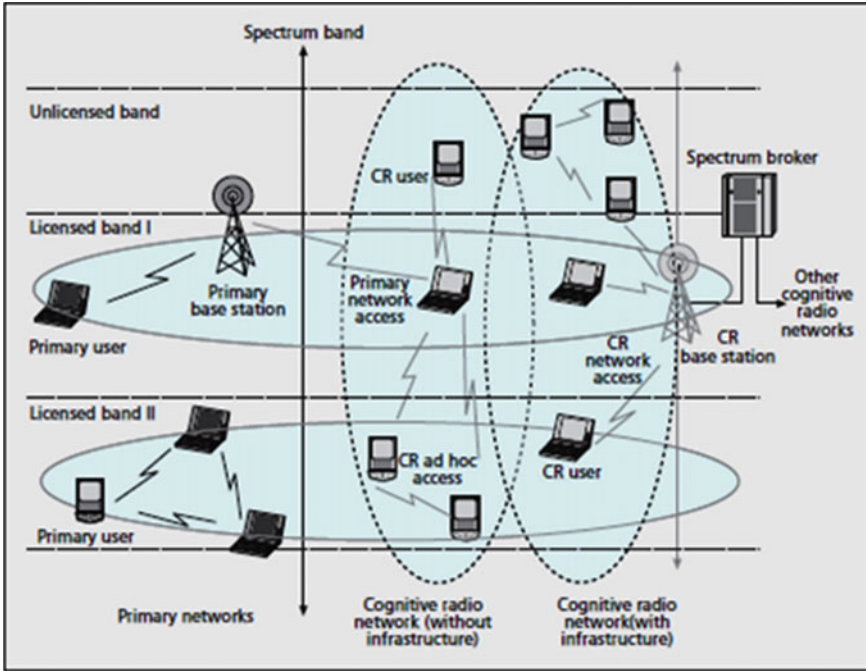 Spectrum band
Unlicensed band
CR user
Spectrum broker
Licensed band I
Primary
base station
Primary
network
access
Primary user
CR
network
access
CR
base station
Other
cognitive
radio
networks
Licensed band II
CR ad hoc
access
CR user
Primary user
Primary networks
Cognitive radio
network (without
infrastructure)
Cognitive radio
network(with
infrastructure)